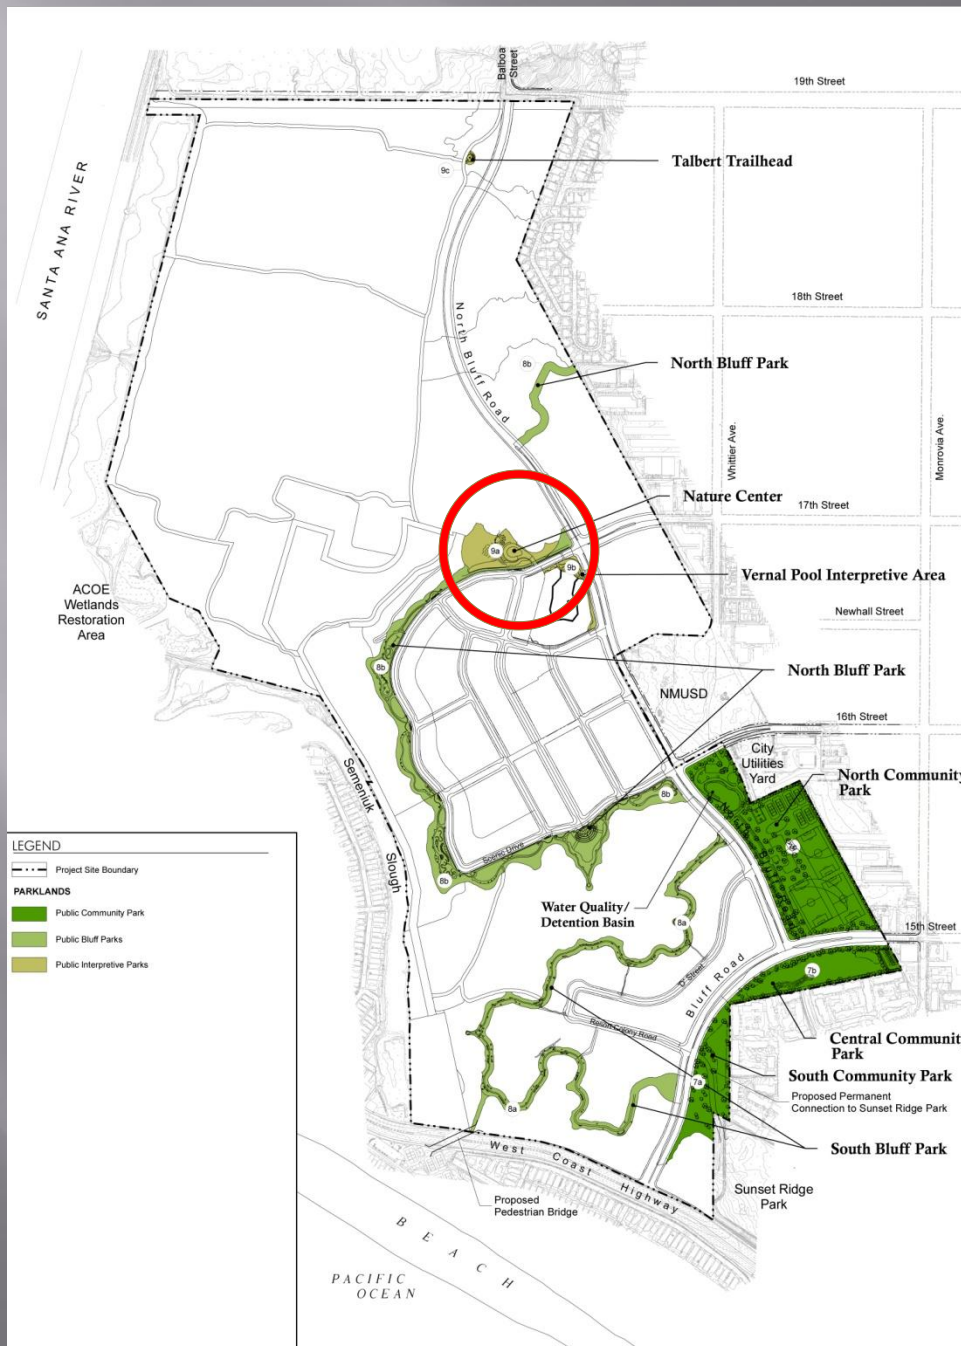 Balboa
Street
19th Street
Talbert Trailhead
9c
SANTA ANA RIVER
18th Street
North Bluff Road
8b
North Bluff Park
Whittier Ave.
Monrovia Ave.
Nature Center
17th Street
9a
9b
Vernal Pool Interpretive Area
ACOE
Wetlands
Restoration
Area
Newhall Street
8b
North Bluff Park
NMUSD
16th Street
City
Utilities
Yard
North Community
Park
Semeniuk
Slough
8b
Scenic Drive
8b
LEGEND
Project Site Boundary
PARKLANDS
Public Community Park
Public Bluff Parks
Public Interpretive Parks
Water Quality/
Detention Basin
8a
15th Street
"D" Street
Bluff Road
7b
Resort Colony Road
Central Communit
Park
South Community Park
7a
Proposed Permanent
Connection to Sunset Ridge Park
8a
South Bluff Park
West Coast Highway
Sunset Ridge
Park
Proposed
Pedestrian Bridge
BEACH
PACIFIC
OCEAN